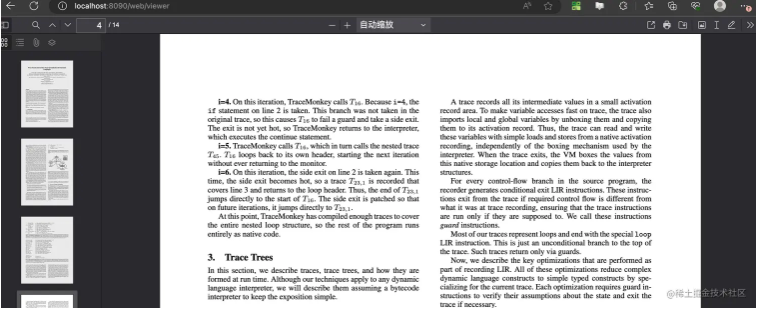 localhost:8090/web/viewer
4 / 14
自动缩放
i=4. On this iteration, TraceMonkey calls T16. Because i=4, the
if statement on line 2 is taken. This branch was not taken in the
original trace, so this causes T16 to fail a guard and take a side exit.
The exit is not yet hot, so TraceMonkey returns to the interpreter,
which executes the continue statement.
i=5. TraceMonkey calls T16, which in turn calls the nested trace
T45. T16 loops back to its own header, starting the next iteration
without ever returning to the monitor.
i=6. On this iteration, the side exit on line 2 is taken again. This
time, the side exit becomes hot, so a trace T23,1 is recorded that
covers line 3 and returns to the loop header. Thus, the end of T23,1
jumps directly to the start of T16. The side exit is patched so that
on future iterations, it jumps directly to T23,1.
At this point, TraceMonkey has compiled enough traces to cover
the entire nested loop structure, so the rest of the program runs
entirely as native code.
3. Trace Trees
In this section, we describe traces, trace trees, and how they are
formed at run time. Although our techniques apply to any dynamic
language interpreter, we will describe them assuming a bytecode
interpreter to keep the exposition simple.
A trace records all its intermediate values in a small activation
record area. To make variable accesses fast on trace, the trace also
imports local and global variables by unboxing them and copying
them to its activation record. Thus, the trace can read and write
these variables with simple loads and stores from a native activation
recording, independently of the boxing mechanism used by the
interpreter. When the trace exits, the VM boxes the values from
this native storage location and copies them back to the interpreter
structures.
For every control-flow branch in the source program, the
recorder generates conditional exit LIR instructions. These instruc-
tions exit from the trace if required control flow is different from
what it was at trace recording, ensuring that the trace instructions
are run only if they are supposed to. We call these instructions
guard instructions.
Most of our traces represent loops and end with the special loop
LIR instruction. This is just an unconditional branch to the top of
the trace. Such traces return only via guards.
Now, we describe the key optimizations that are performed as
part of recording LIR. All of these optimizations reduce complex
dynamic language constructs to simple typed constructs by spe-
cializing for the current trace. Each optimization requires guard in-
structions to verify their assumptions about the state and exit the
trace if necessary.
@稀土掘金技术社区